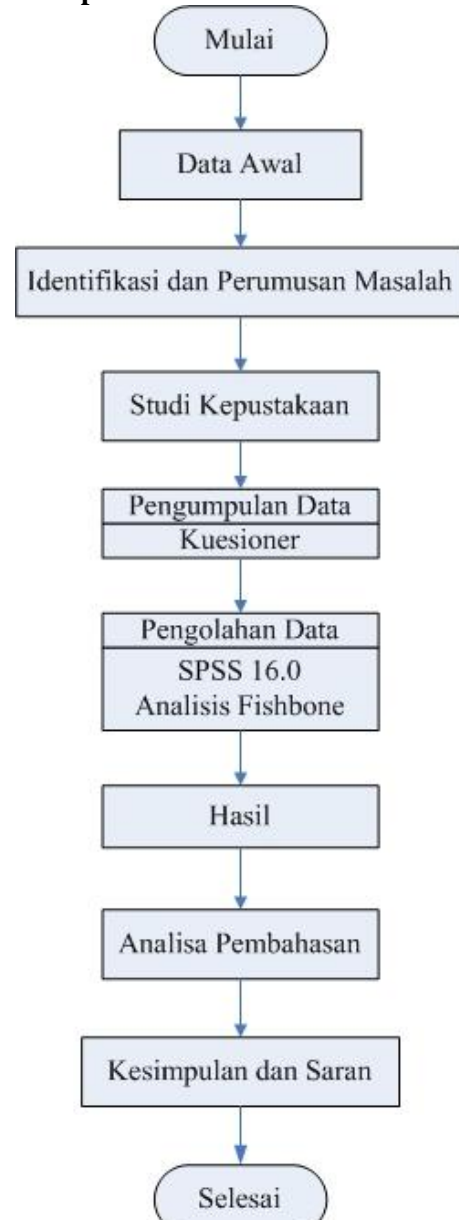 Mulai
Data Awal
Identifikasi dan Perumusan Masalah
Studi Kepustakaan
Pengumpulan Data
Kuesioner
Pengolahan Data
SPSS 16.0
Analisis Fishbone
Hasil
Analisa Pembahasan
Kesimpulan dan Saran
Selesai